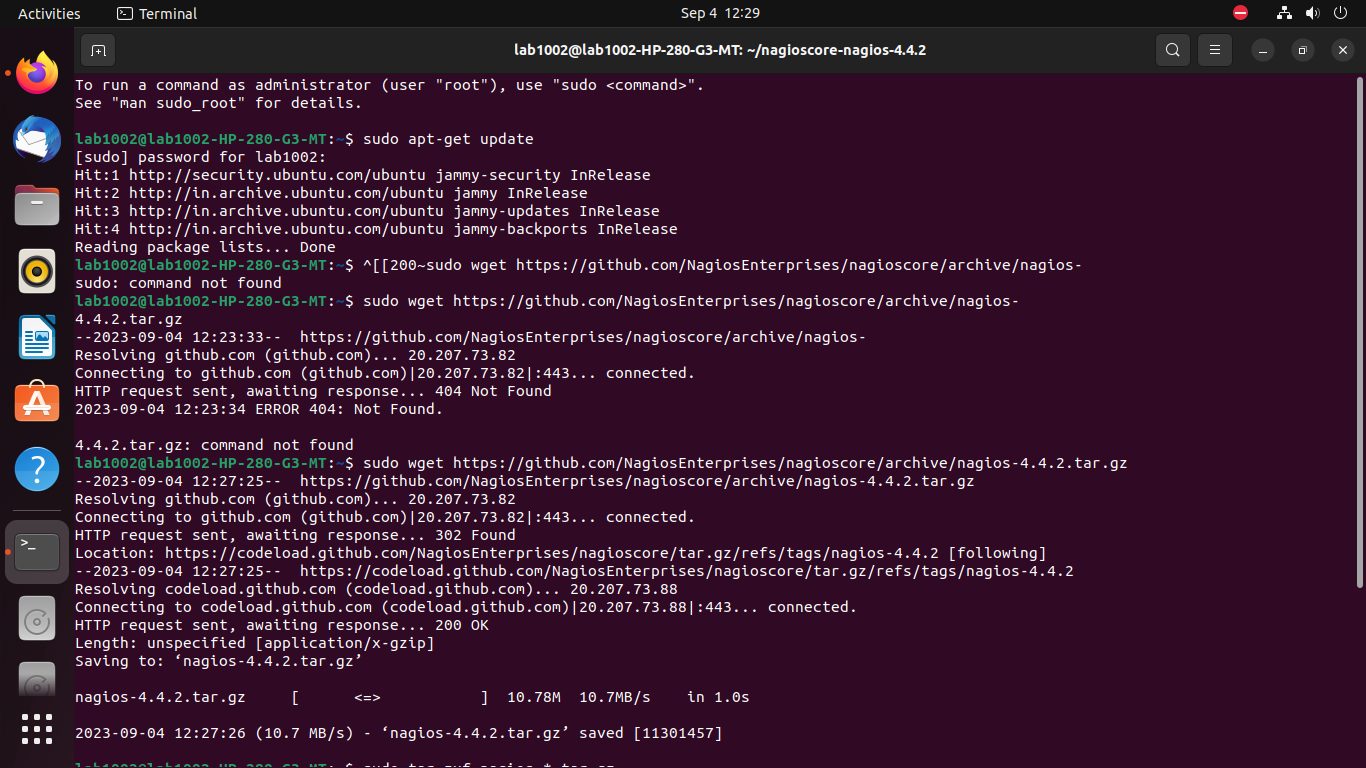 Activities
Terminal
Sep 4 12:29
lab1002@lab1002-HP-280-G3-MT: ~/nagioscore-nagios-4.4.2
To run a command as administrator (user "root"), use "sudo <command>".
See "man sudo_root" for details.
lab1002@lab1002-HP-280-G3-MT:~$ sudo apt-get update
[sudo] password for lab1002:
Hit:1 http://security.ubuntu.com/ubuntu jammy-security InRelease
Hit:2 http://in.archive.ubuntu.com/ubuntu jammy InRelease
Hit:3 http://in.archive.ubuntu.com/ubuntu jammy-updates InRelease
Hit:4 http://in.archive.ubuntu.com/ubuntu jammy-backports InRelease
Reading package lists... Done
lab1002@lab1002-HP-280-G3-MT:~$ ^[[200~sudo wget https://github.com/NagiosEnterprises/nagioscore/archive/nagios-
sudo: command not found
lab1002@lab1002-HP-280-G3-MT:~$ sudo wget https://github.com/NagiosEnterprises/nagioscore/archive/nagios-
4.4.2.tar.gz
--2023-09-04 12:23:33--  https://github.com/NagiosEnterprises/nagioscore/archive/nagios-
Resolving github.com (github.com)... 20.207.73.82
Connecting to github.com (github.com)|20.207.73.82|:443... connected.
HTTP request sent, awaiting response... 404 Not Found
2023-09-04 12:23:34 ERROR 404: Not Found.
4.4.2.tar.gz: command not found
lab1002@lab1002-HP-280-G3-MT:~$ sudo wget https://github.com/NagiosEnterprises/nagioscore/archive/nagios-4.4.2.tar.gz
--2023-09-04 12:27:25--  https://github.com/NagiosEnterprises/nagioscore/archive/nagios-4.4.2.tar.gz
Resolving github.com (github.com)... 20.207.73.82
Connecting to github.com (github.com)|20.207.73.82|:443... connected.
HTTP request sent, awaiting response... 302 Found
Location: https://codeload.github.com/NagiosEnterprises/nagioscore/tar.gz/refs/tags/nagios-4.4.2 [following]
--2023-09-04 12:27:25--  https://codeload.github.com/NagiosEnterprises/nagioscore/tar.gz/refs/tags/nagios-4.4.2
Resolving codeload.github.com (codeload.github.com)... 20.207.73.88
Connecting to codeload.github.com (codeload.github.com)|20.207.73.88|:443... connected.
HTTP request sent, awaiting response... 200 OK
Length: unspecified [application/x-gzip]
Saving to: ‘nagios-4.4.2.tar.gz’
nagios-4.4.2.tar.gz     [      <=>           ]  10.78M  10.7MB/s    in 1.0s
2023-09-04 12:27:26 (10.7 MB/s) - ‘nagios-4.4.2.tar.gz’ saved [11301457]